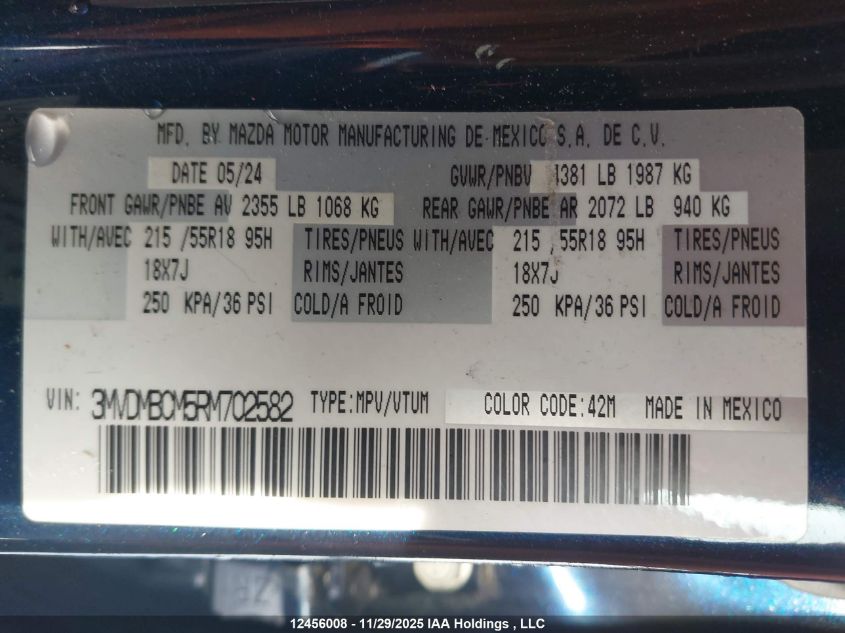 MFD. BY MAZDA MOTOR MANUFACTURING DE MEXICO S.A. DE C.V.
DATE 05/24 GVWR/PNBV 4381 LB 1987 KG
FRONT GAWR/PNBE AV 2355 LB 1068 KG REAR GAWR/PNBE AR 2072 LB 940 KG
WITH/AVEC 215 /55R18 95H TIRES/PNEUS WITH/AVEC 215 /55R18 95H TIRES/PNEUS
18X7J RIMS/JANTES 18X7J RIMS/JANTES
250 KPA/36 PSI COLD/A FROID 250 KPA/36 PSI COLD/A FROID
VIN: 3MVDMBCM5RM702582 TYPE:MPV/VTUM COLOR CODE:42M MADE IN MEXICO
12456008 - 11/29/2025 IAA Holdings , LLC